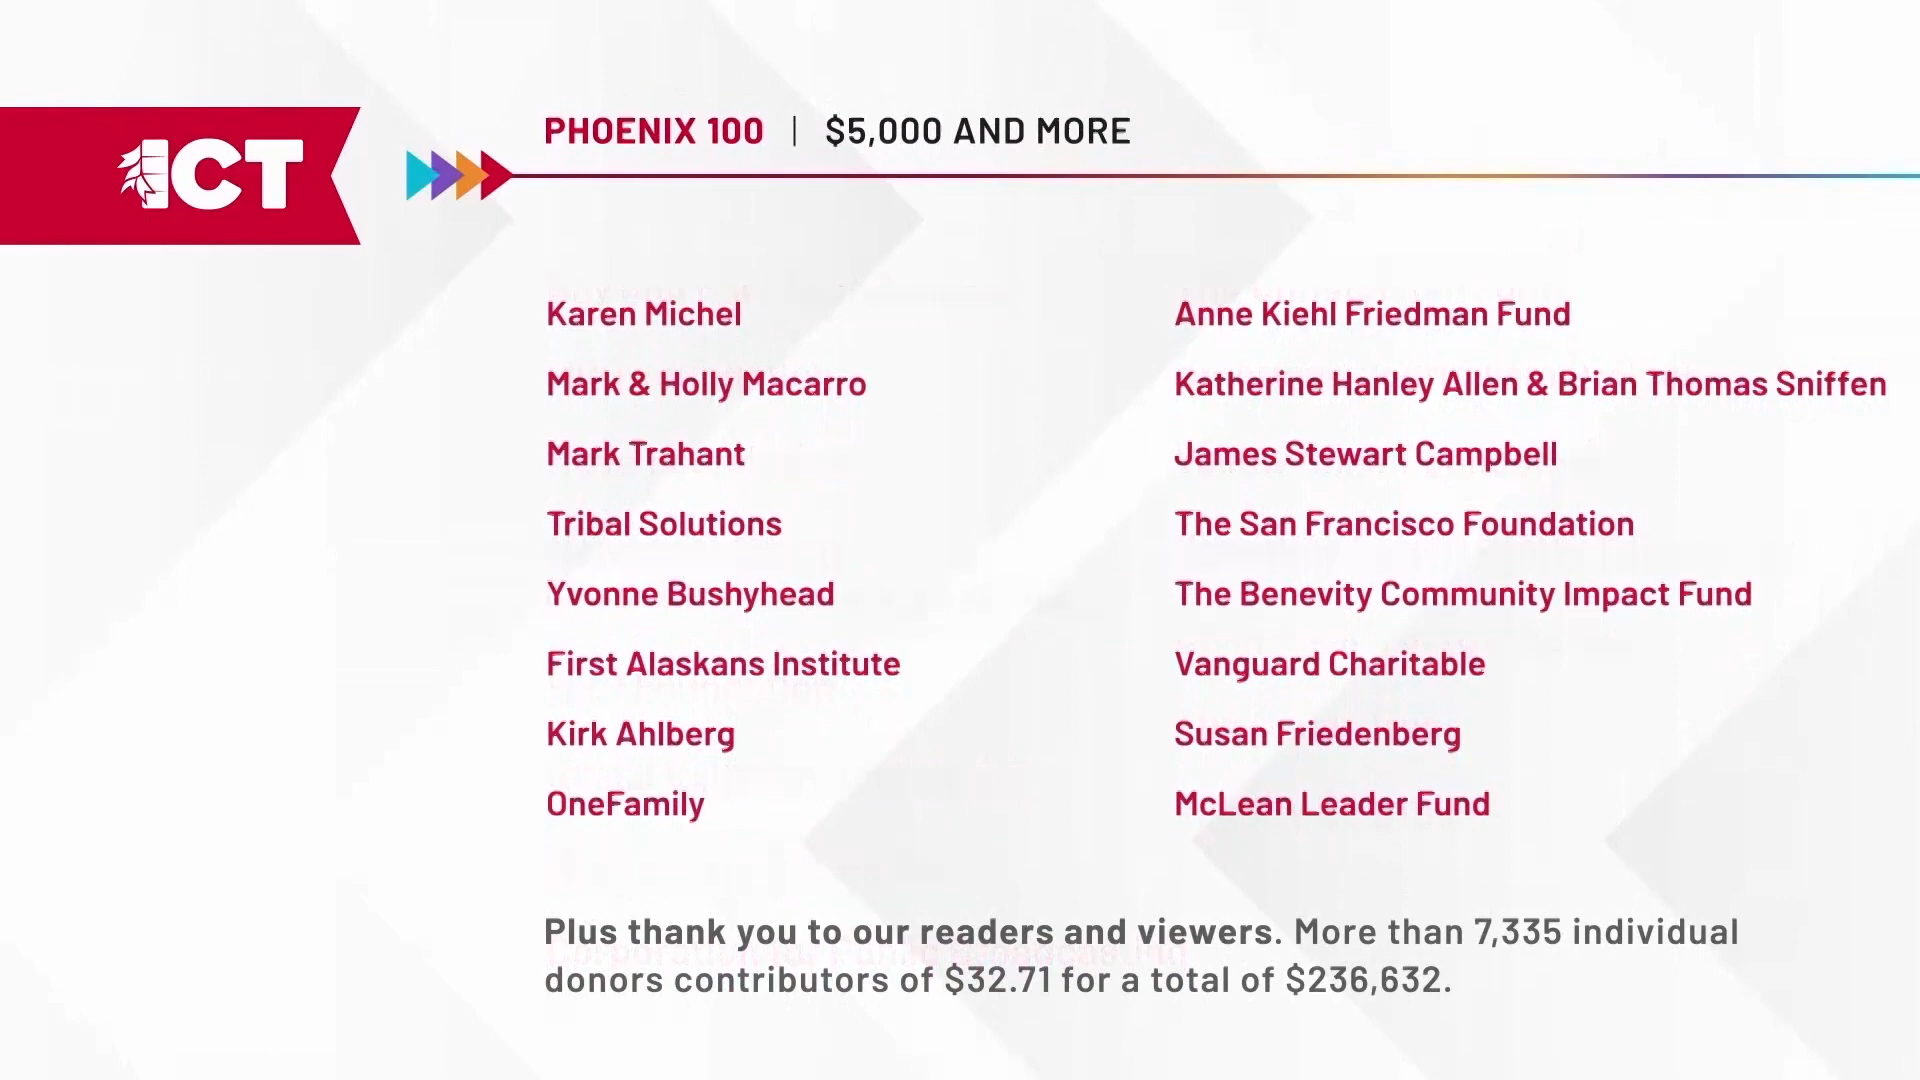 ICT
PHOENIX 100 | $5,000 AND MORE
Karen Michel
Mark & Holly Macarro
Mark Trahant
Tribal Solutions
Yvonne Bushyhead
First Alaskans Institute
Kirk Ahlberg
OneFamily
Anne Kiehl Friedman Fund
Katherine Hanley Allen & Brian Thomas Sniffen
James Stewart Campbell
The San Francisco Foundation
The Benevity Community Impact Fund
Vanguard Charitable
Susan Friedenberg
McLean Leader Fund
Plus thank you to our readers and viewers. More than 7,335 individual
donors contributors of $32.71 for a total of $236,632.